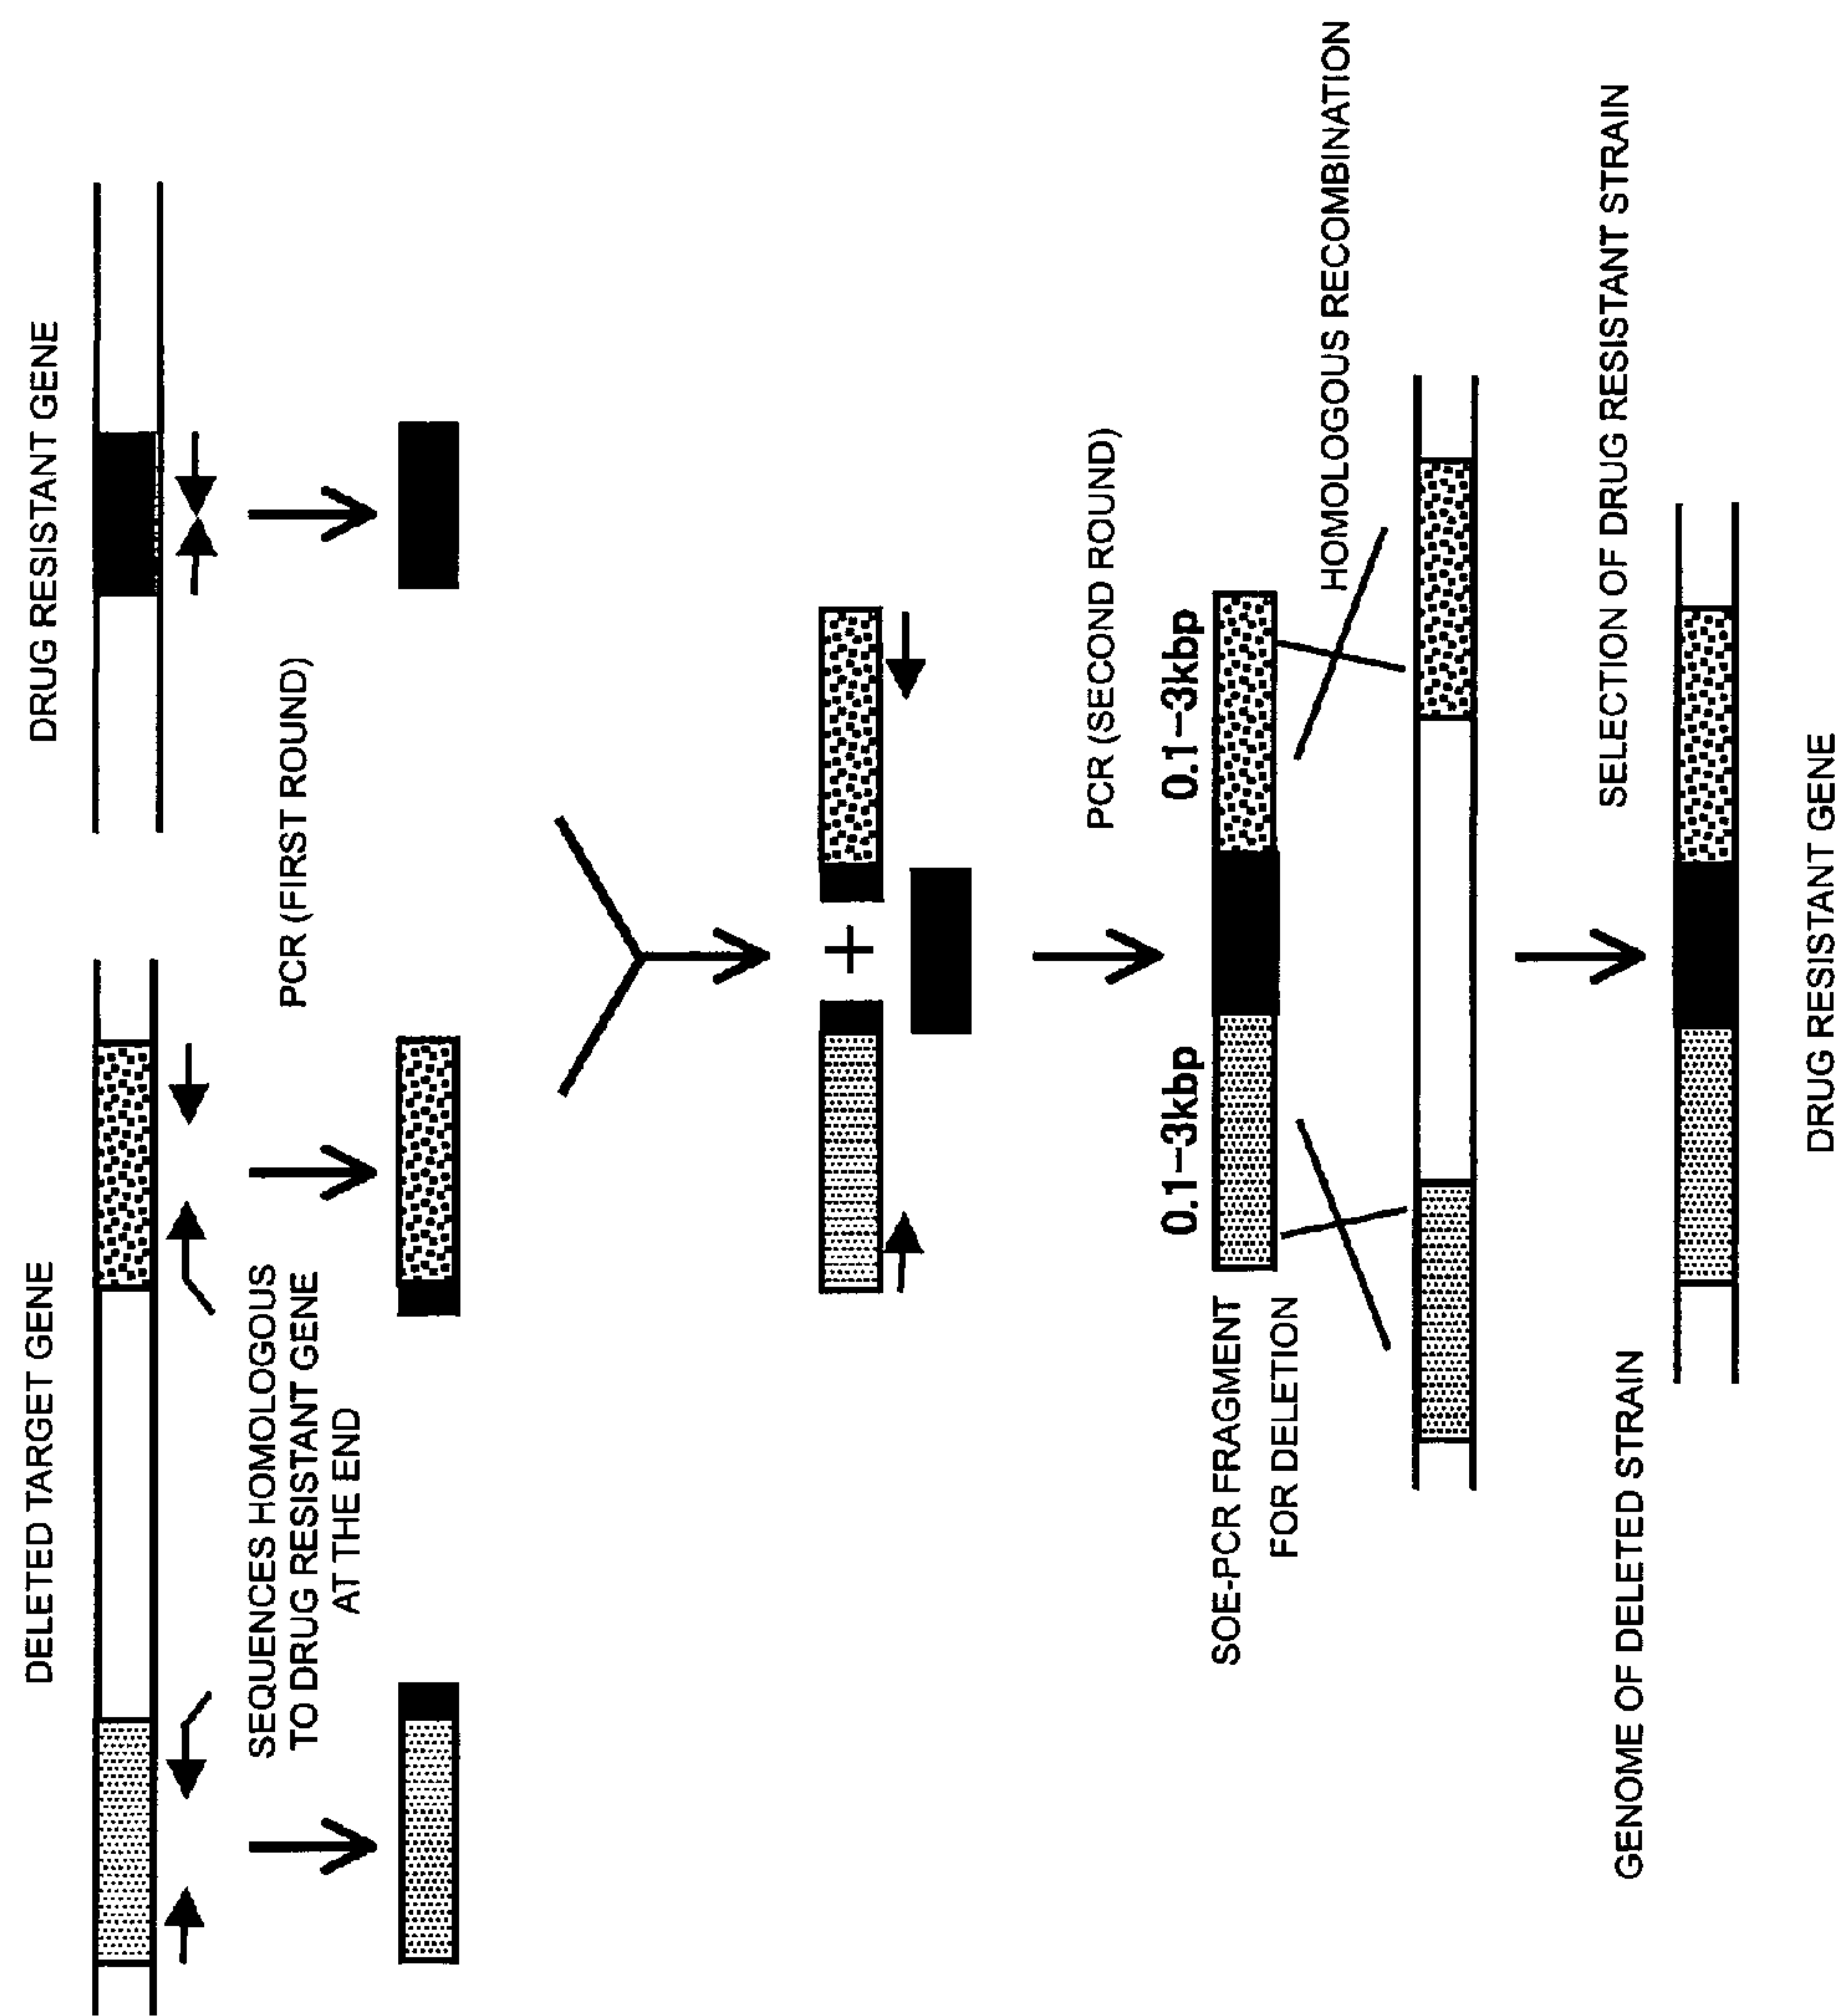 DELETED TARGET GENE
DRUG RESISTANT GENE
SEQUENCES HOMOLOGOUS
TO DRUG RESISTANT GENE
AT THE END
PCR (FIRST ROUND)
+
PCR (SECOND ROUND)
0.1–3kbp
0.1–3kbp
SOE-PCR FRAGMENT
FOR DELETION
HOMOLOGOUS RECOMBINATION
SELECTION OF DRUG RESISTANT STRAIN
GENOME OF DELETED STRAIN
DRUG RESISTANT GENE